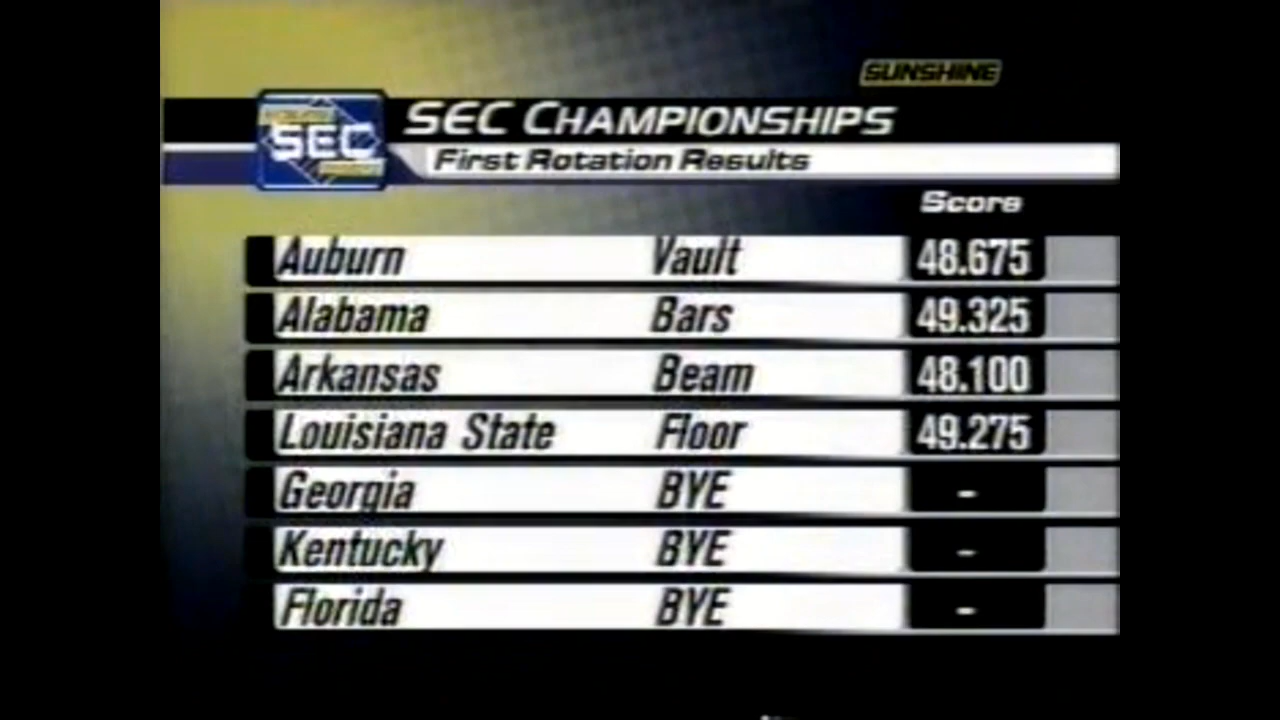 SUNSHINE
SEC CHAMPIONSHIPS
SEC
First Rotation Results
Score
Auburn Vault 48.675
Alabama Bars 49.325
Arkansas Beam 48.100
Louisiana State Floor 49.275
Georgia BYE -
Kentucky BYE -
Florida BYE -